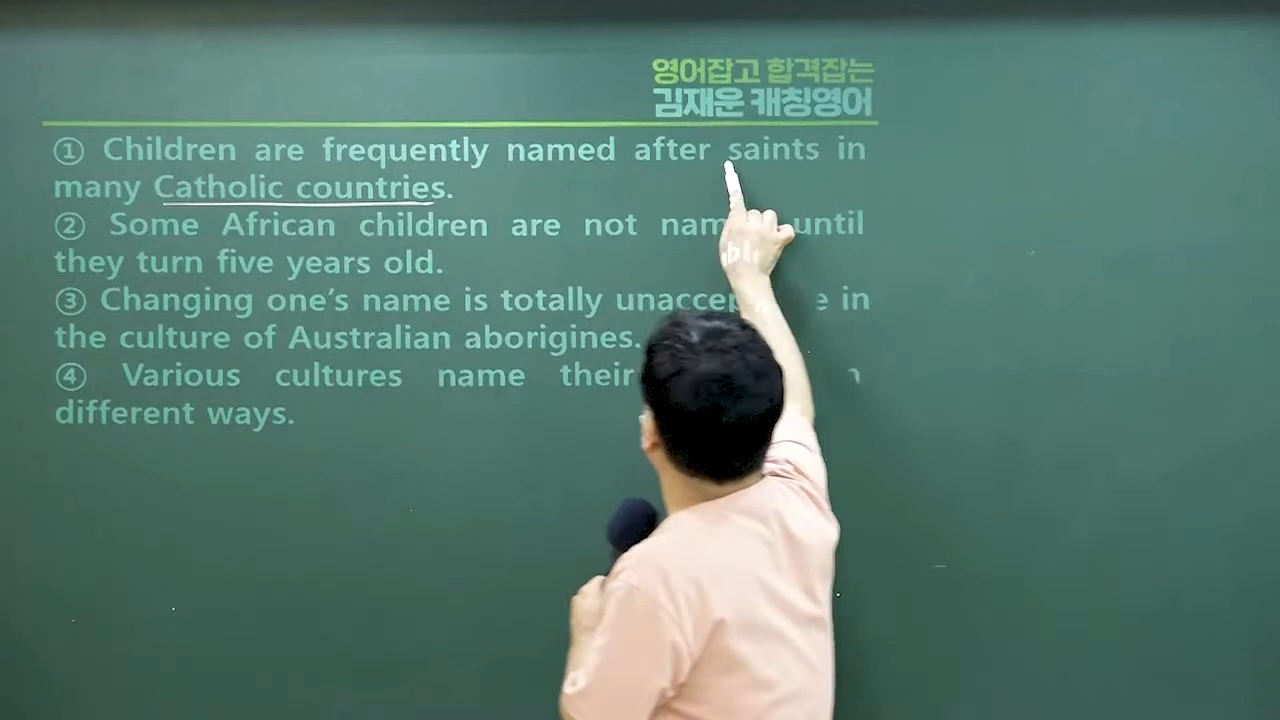 영어잡고 합격잡는
김재운 캐칭영어
① Children are frequently named after saints in
many Catholic countries.
② Some African children are not until
they turn five years old.
③ Changing one’s name is totally in
the culture of Australian aborigines.
④ Various cultures name their
different ways.